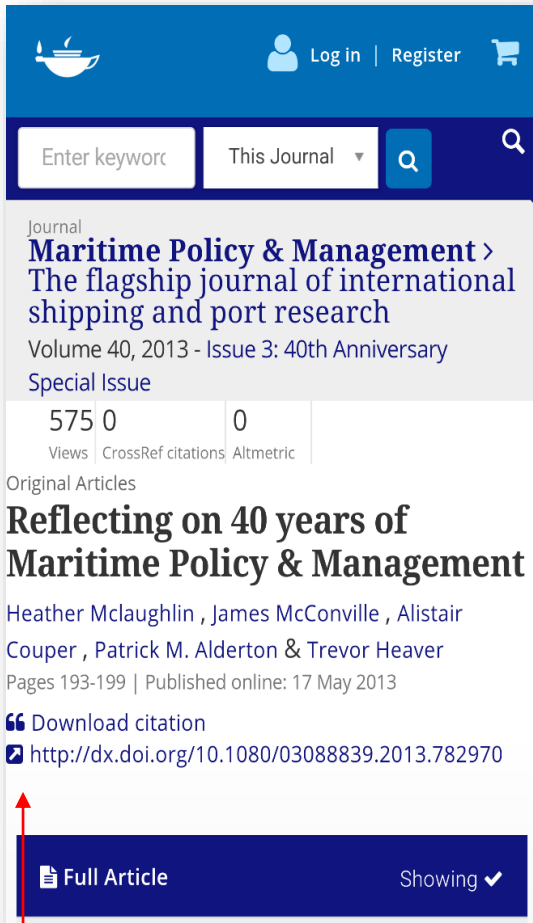 Log in | Register
Enter keyworc
This Journal
Journal
Maritime Policy & Management >
The flagship journal of international
shipping and port research
Volume 40, 2013 - Issue 3: 40th Anniversary
Special Issue
575 0 0
Views CrossRef citations Altmetric
Original Articles
Reflecting on 40 years of
Maritime Policy & Management
Heather Mclaughlin , James McConville , Alistair
Couper , Patrick M. Alderton & Trevor Heaver
Pages 193-199 | Published online: 17 May 2013
Download citation
http://dx.doi.org/10.1080/03088839.2013.782970
Full Article
Showing